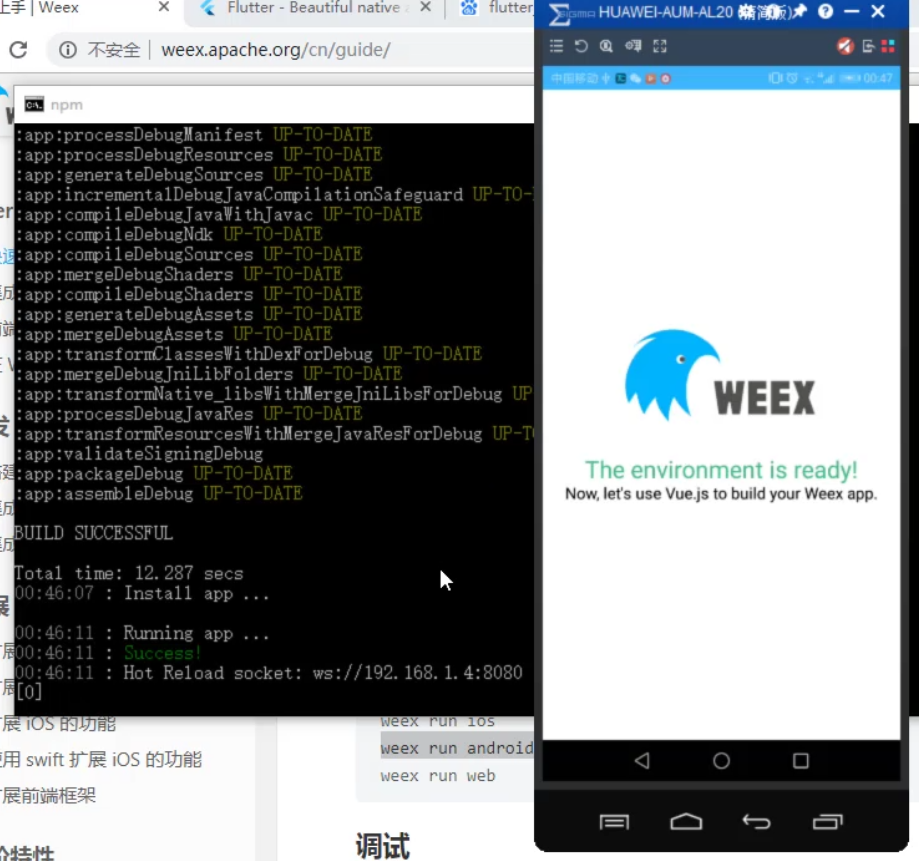 上手 | Weex
Flutter - Beautiful native
flutter
不安全 | weex.apache.org/cn/guide/
npm
:app:processDebugManifest UP-TO-DATE
:app:processDebugResources UP-TO-DATE
:app:generateDebugSources UP-TO-DATE
:app:incrementalDebugJavaCompilationSafeguard UP-TO-
:app:compileDebugJavaWithJavac UP-TO-DATE
:app:compileDebugNdk UP-TO-DATE
:app:compileDebugSources UP-TO-DATE
:app:mergeDebugShaders UP-TO-DATE
:app:compileDebugShaders UP-TO-DATE
:app:generateDebugAssets UP-TO-DATE
:app:mergeDebugAssets UP-TO-DATE
:app:transformClassesWithDexForDebug UP-TO-DATE
:app:mergeDebugJniLibFolders UP-TO-DATE
:app:transformNative_libsWithMergeJniLibsForDebug UP
:app:processDebugJavaRes UP-TO-DATE
:app:transformResourcesWithMergeJavaResForDebug UP-T
:app:validateSigningDebug
:app:packageDebug UP-TO-DATE
:app:assembleDebug UP-TO-DATE
BUILD SUCCESSFUL
Total time: 12.287 secs
00:46:07 : Install app ...
00:46:11 : Running app ...
00:46:11 : Success!
00:46:11 : Hot Reload socket: ws://192.168.1.4:8080
[0]
展 iOS 的功能
用 swift 扩展 iOS 的功能
展前端框架
阶特性
weex run ios
weex run android
weex run web
调试
HUAWEI-AUM-AL20
中国移动
00:47
WEEX
The environment is ready!
Now, let's use Vue.js to build your Weex app.